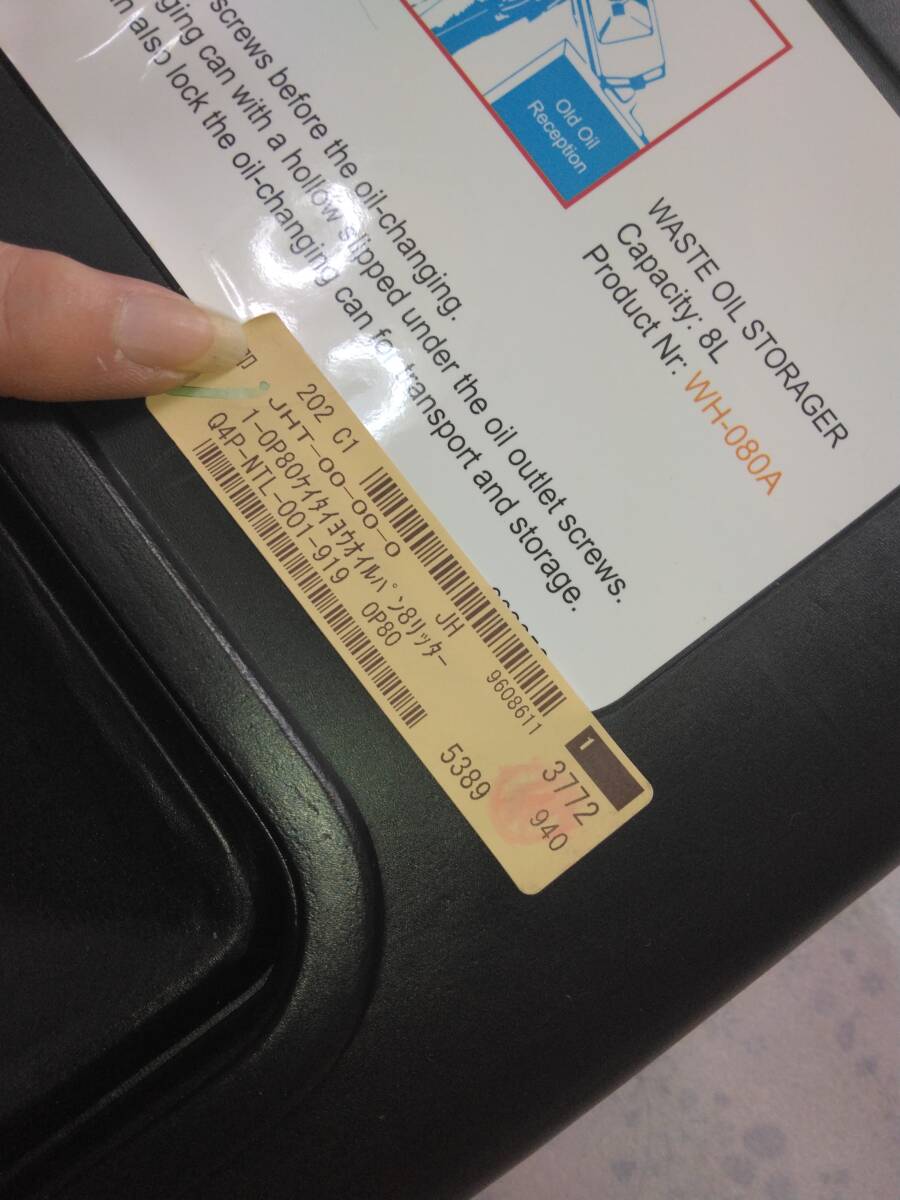 Old Oil
Reception
WASTE OIL STORAGER
Capacity: 8L
Product Nr: WH-080A
screws before the oil-changing.
ging can with a hollow slipped under the oil outlet screws.
also lock the oil-changing can for transport and storage.
202 C1
JHT-00-00-0 JH 9608611
1-OP80ケイタイヨウオイルパン8リッター
Q4P-NTL-001-919 OP80
1
3772
5389 940